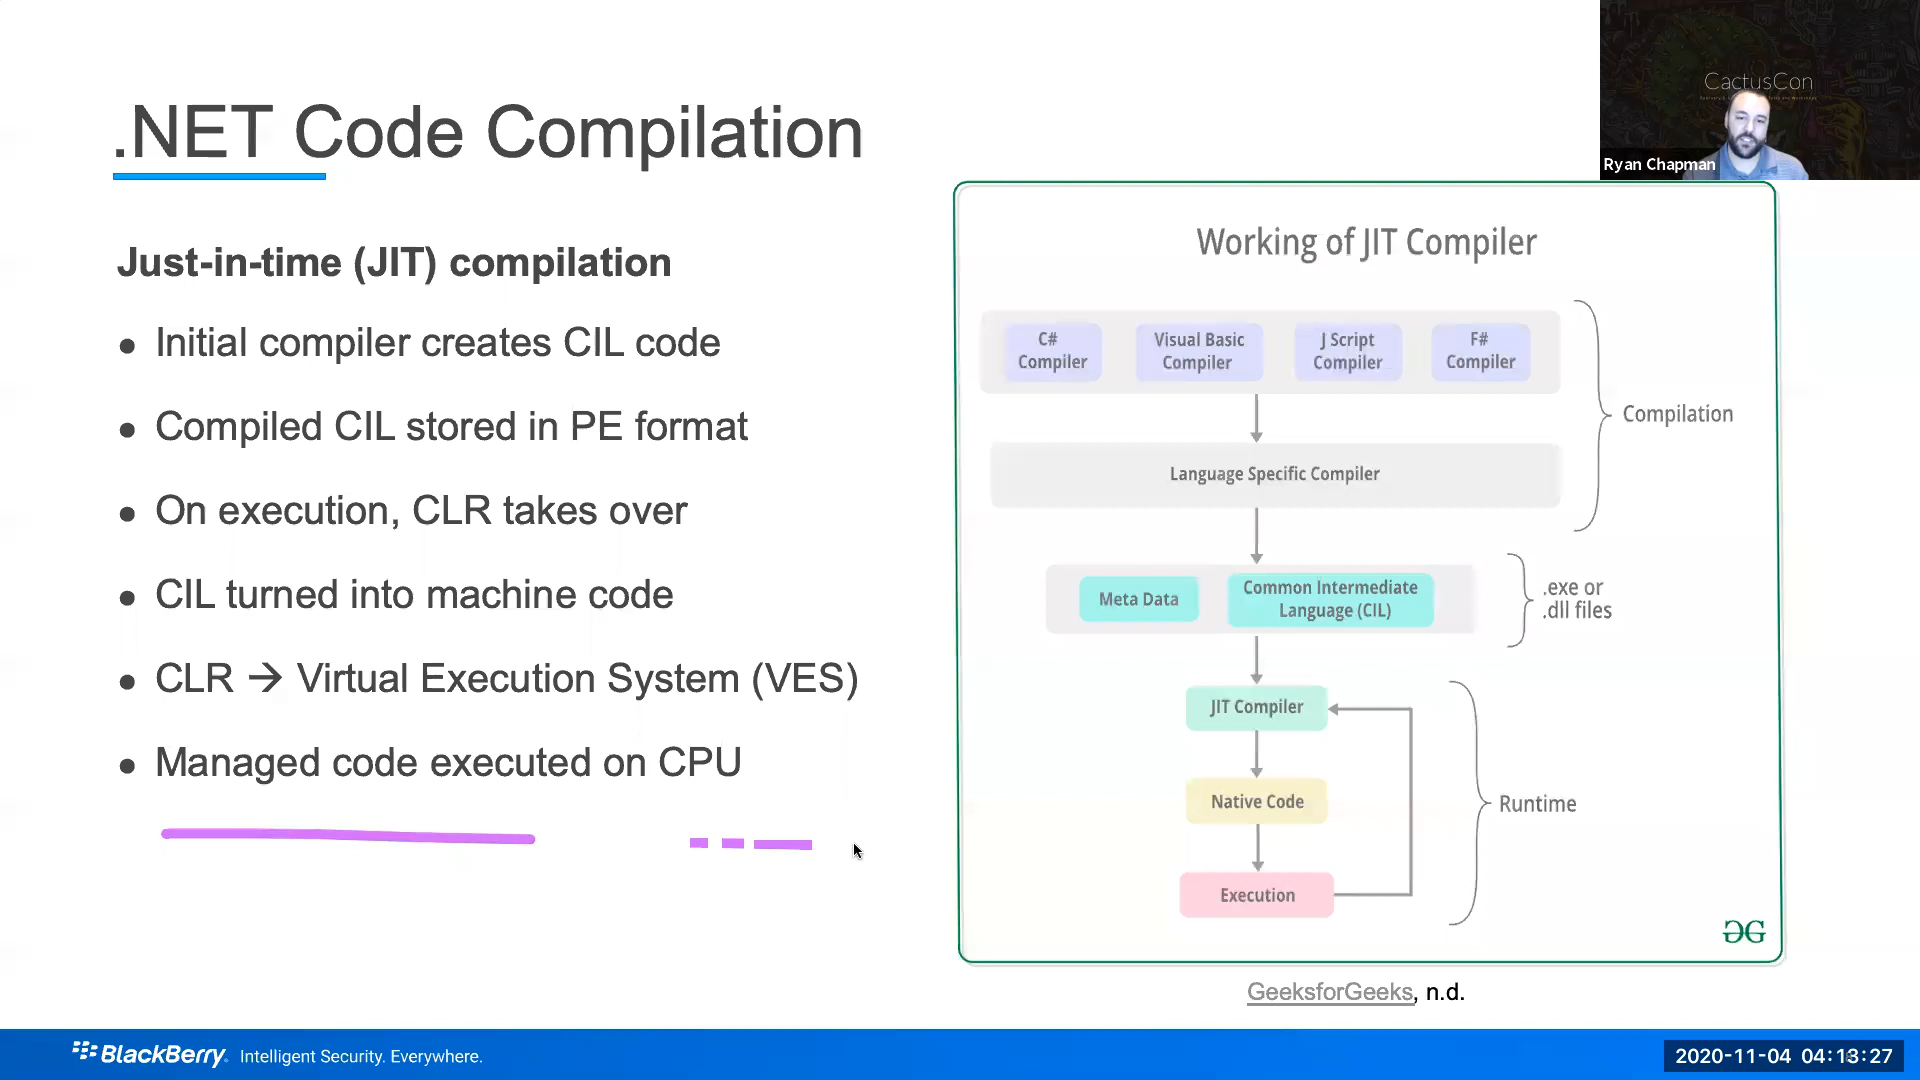 CactusCon
Ryan Chapman
.NET Code Compilation
Just-in-time (JIT) compilation
• Initial compiler creates CIL code
• Compiled CIL stored in PE format
• On execution, CLR takes over
• CIL turned into machine code
• CLR → Virtual Execution System (VES)
• Managed code executed on CPU
Working of JIT Compiler
C#
Compiler
Visual Basic
Compiler
J Script
Compiler
F#
Compiler
Compilation
Language Specific Compiler
Meta Data
Common Intermediate
Language (CIL)
.exe or
.dll files
JIT Compiler
Native Code
Runtime
Execution
GeeksforGeeks, n.d.
BlackBerry. Intelligent Security. Everywhere.
2020-11-04 04:13:27